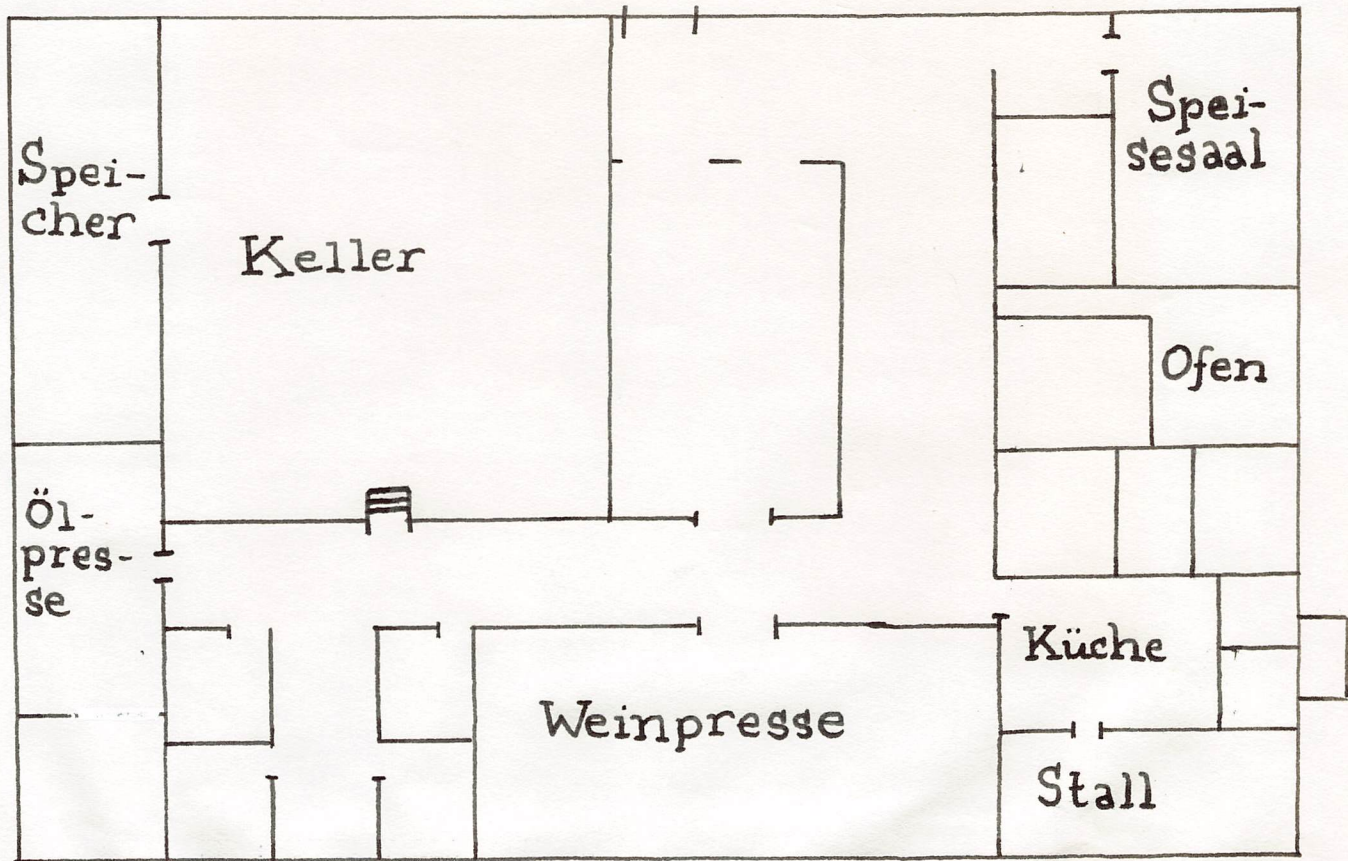 Spei-
cher
Keller
Spei-
sesaal
Ofen
Öl-
pres-
se
Küche
Weinpresse
Stall